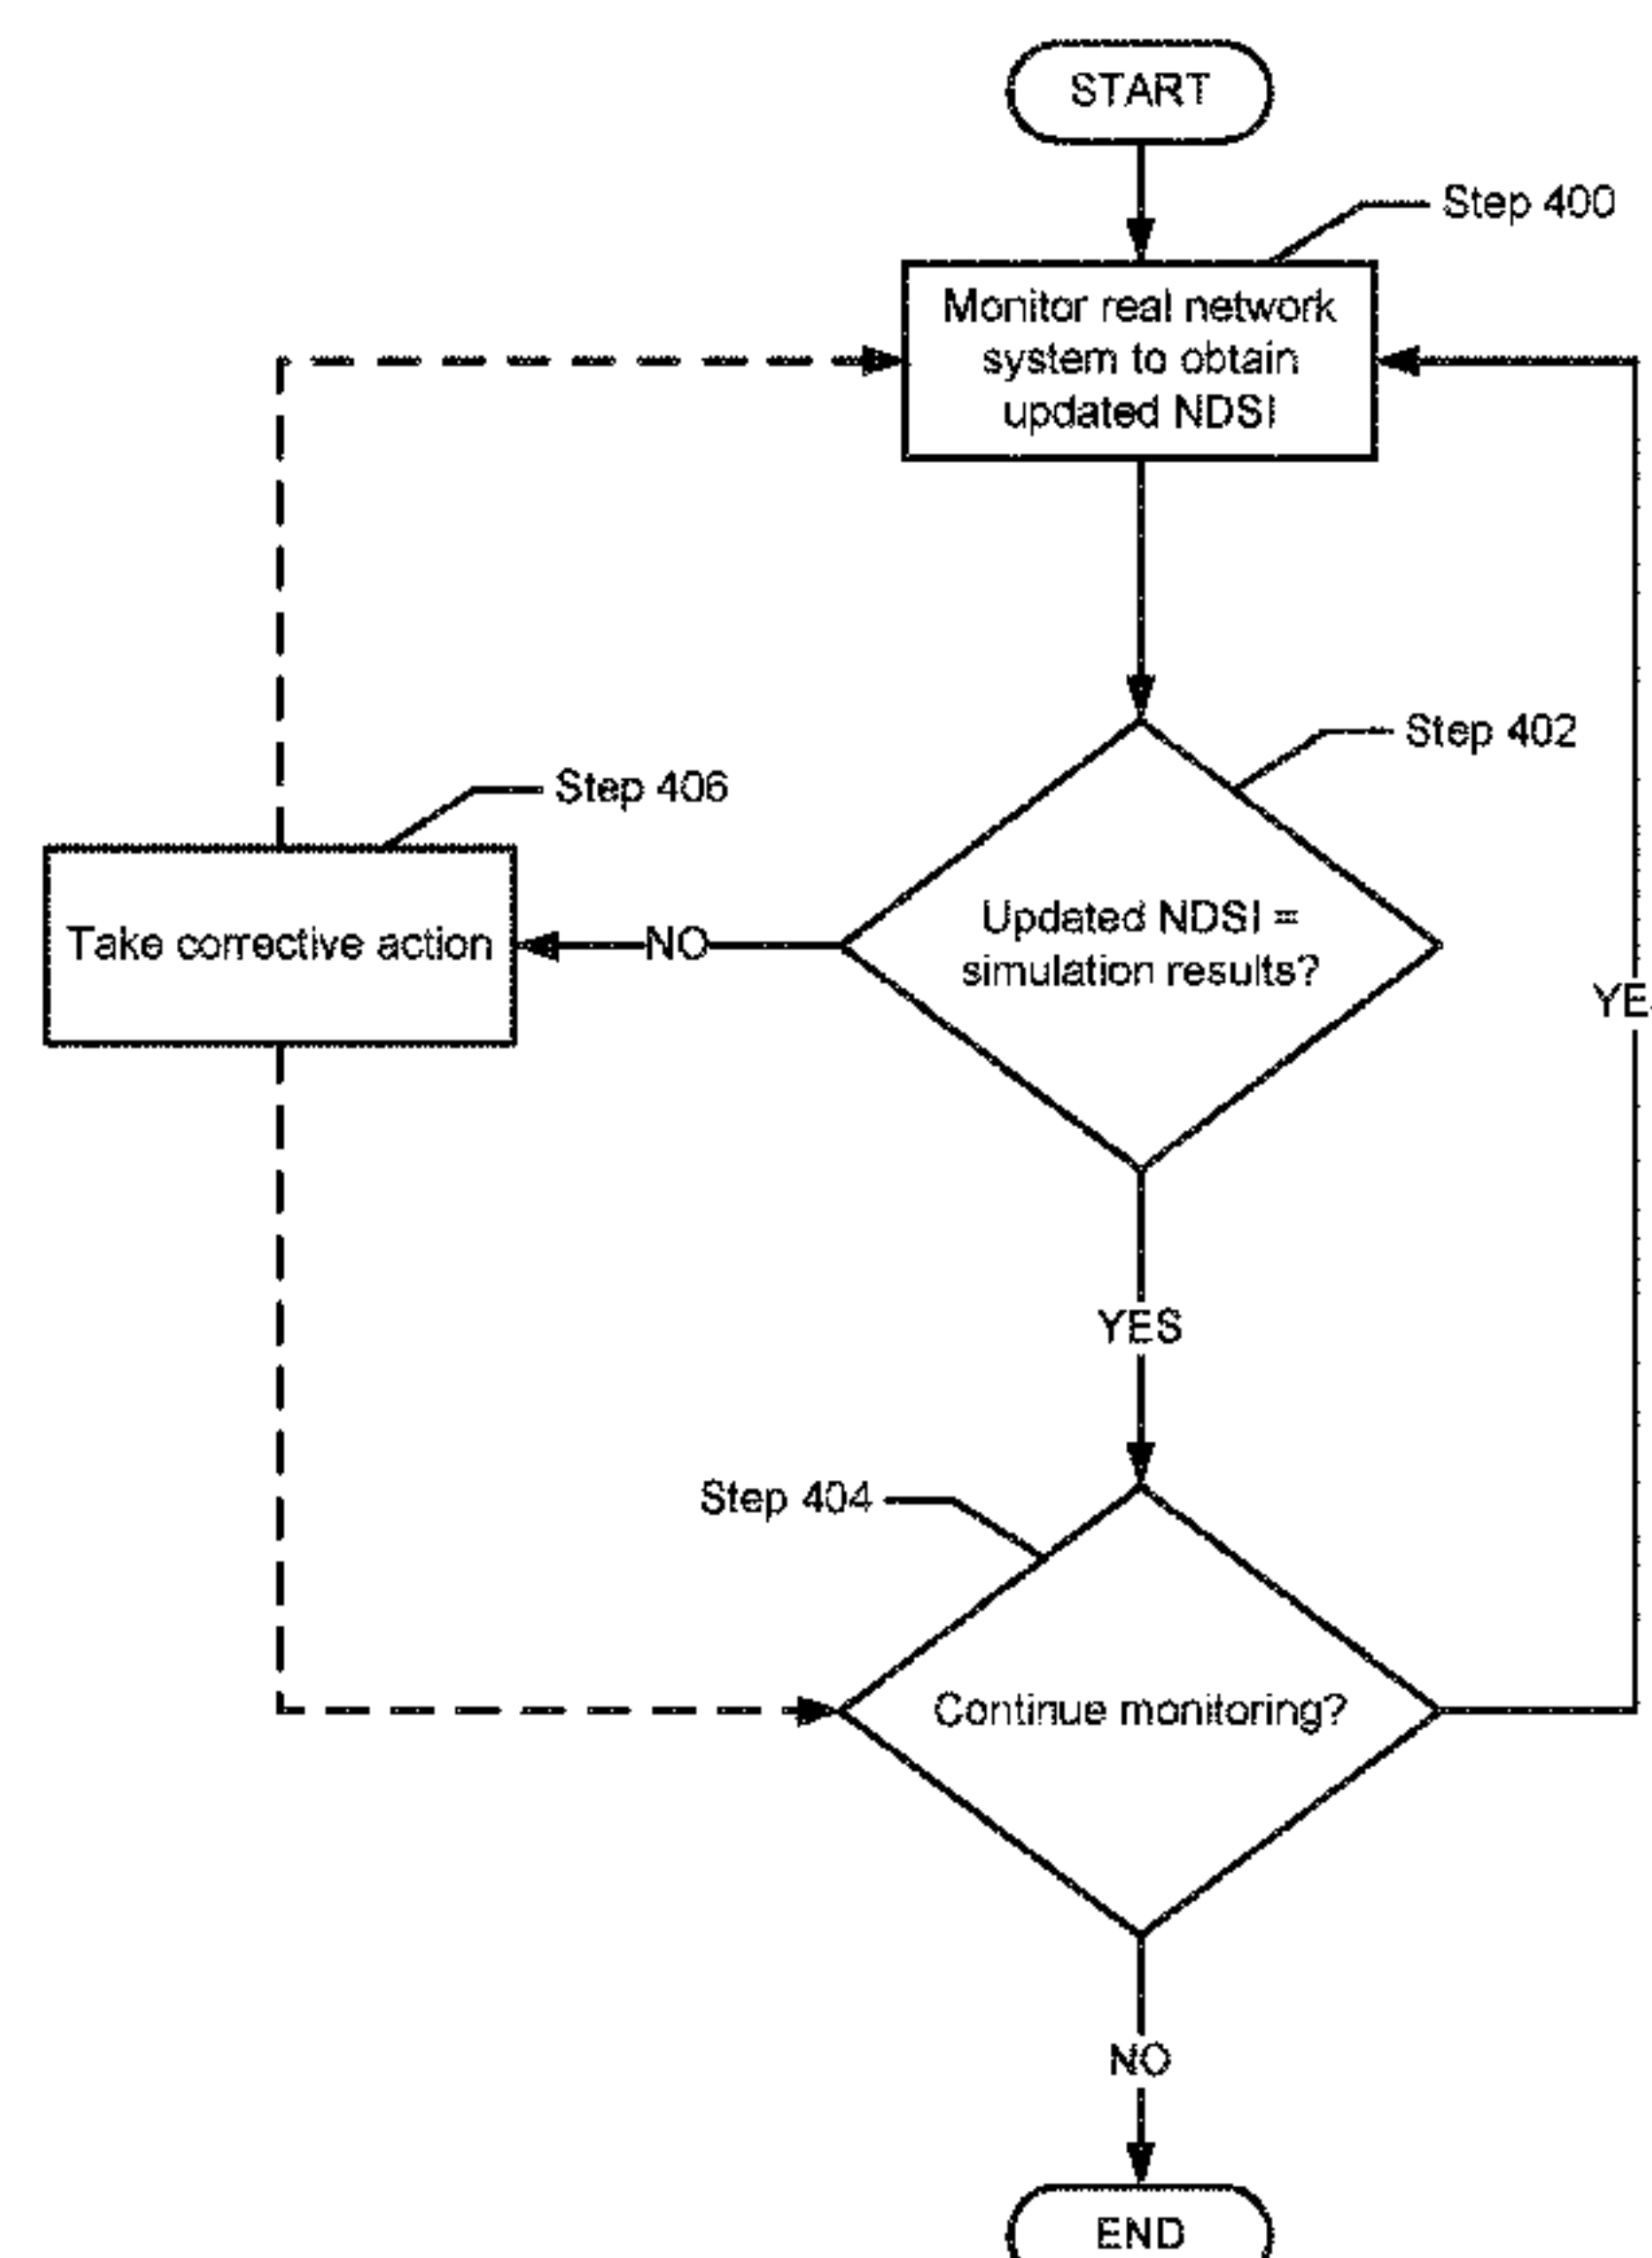 START
Step 400
Monitor real network
system to obtain
updated NDSI
Step 402
Step 406
Updated NDSI =
simulation results?
Take corrective action
NO
YES
Step 404
Continue monitoring?
NO
END